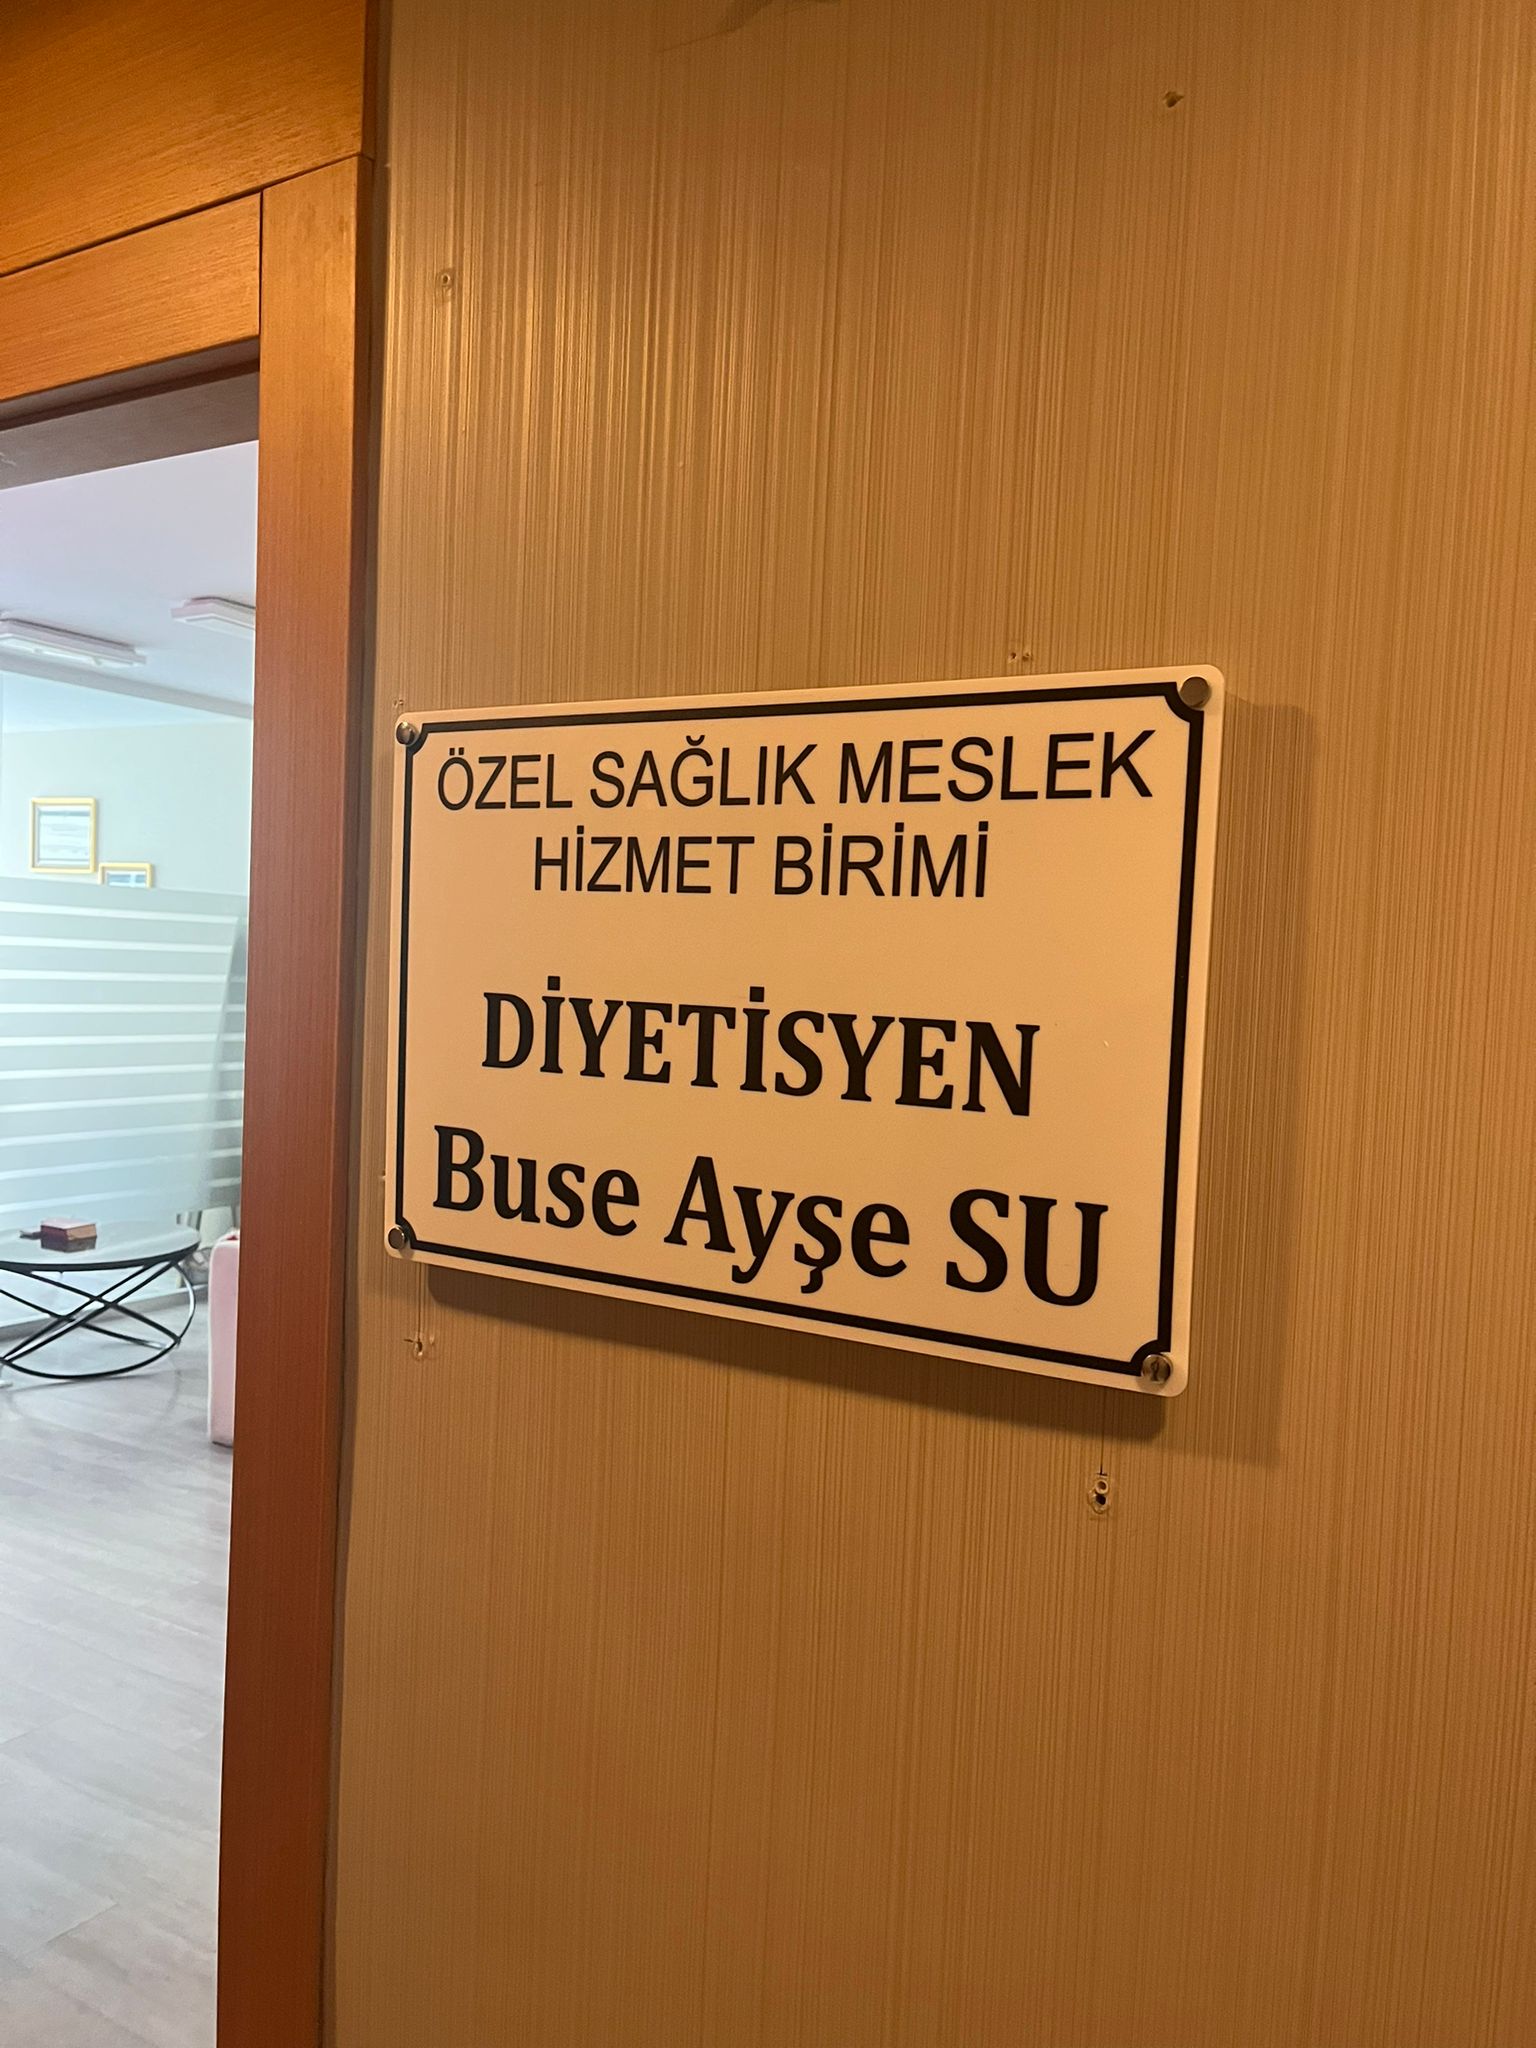 ÖZEL SAĞLIK MESLEK
HİZMET BİRİMİ
DİYETİSYEN
Buse Ayşe SU